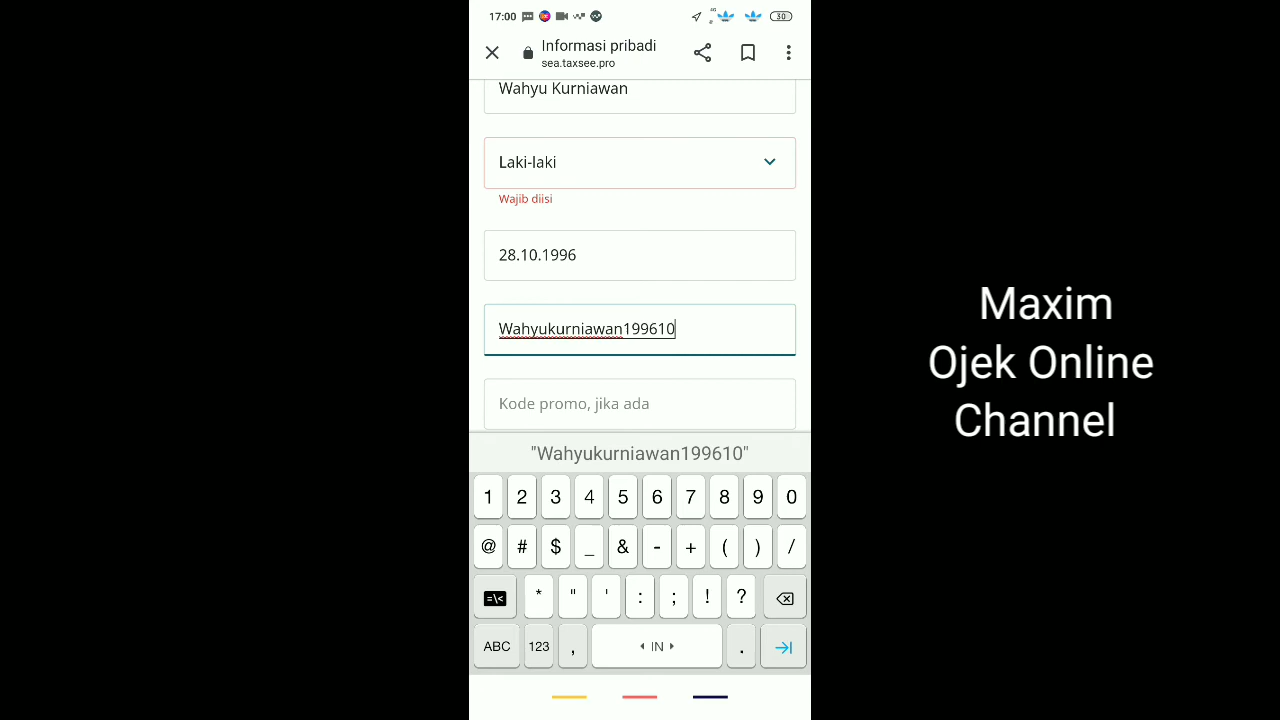 17:00
30
Informasi pribadi
sea.taxsee.pro
Wahyu Kurniawan
Laki-laki
Wajib diisi
28.10.1996
Wahyukurniawan199610
Kode promo, jika ada
"Wahyukurniawan199610"
1 2 3 4 5 6 7 8 9 0
@ # $ _ & - + ( ) /
=\< * " ' : ; ! ?
ABC 123 , IN .
Maxim
Ojek Online
Channel